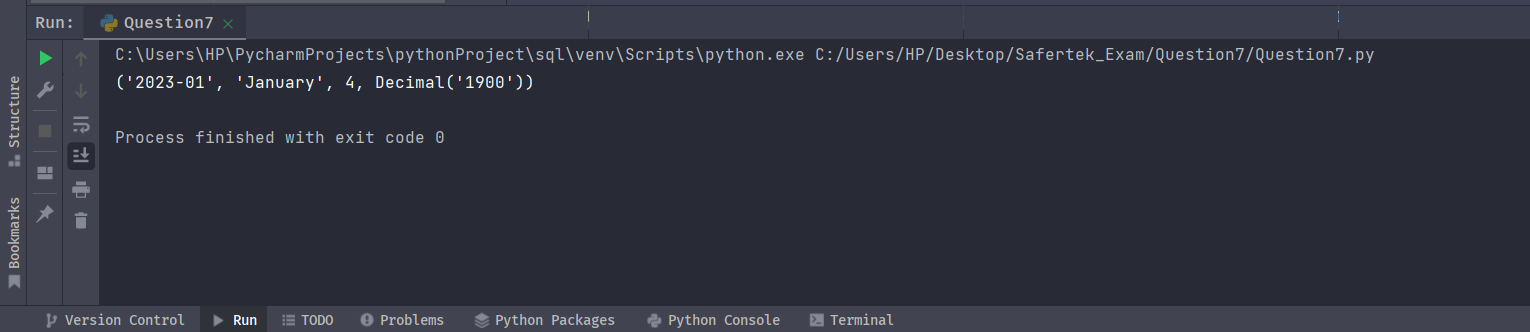 Run: Question7
C:\Users\HP\PycharmProjects\pythonProject\sql\venv\Scripts\python.exe C:/Users/HP/Desktop/Safertek_Exam/Question7/Question7.py
('2023-01', 'January', 4, Decimal('1900'))
Process finished with exit code 0
Structure
Bookmarks
Version Control Run TODO Problems Python Packages Python Console Terminal